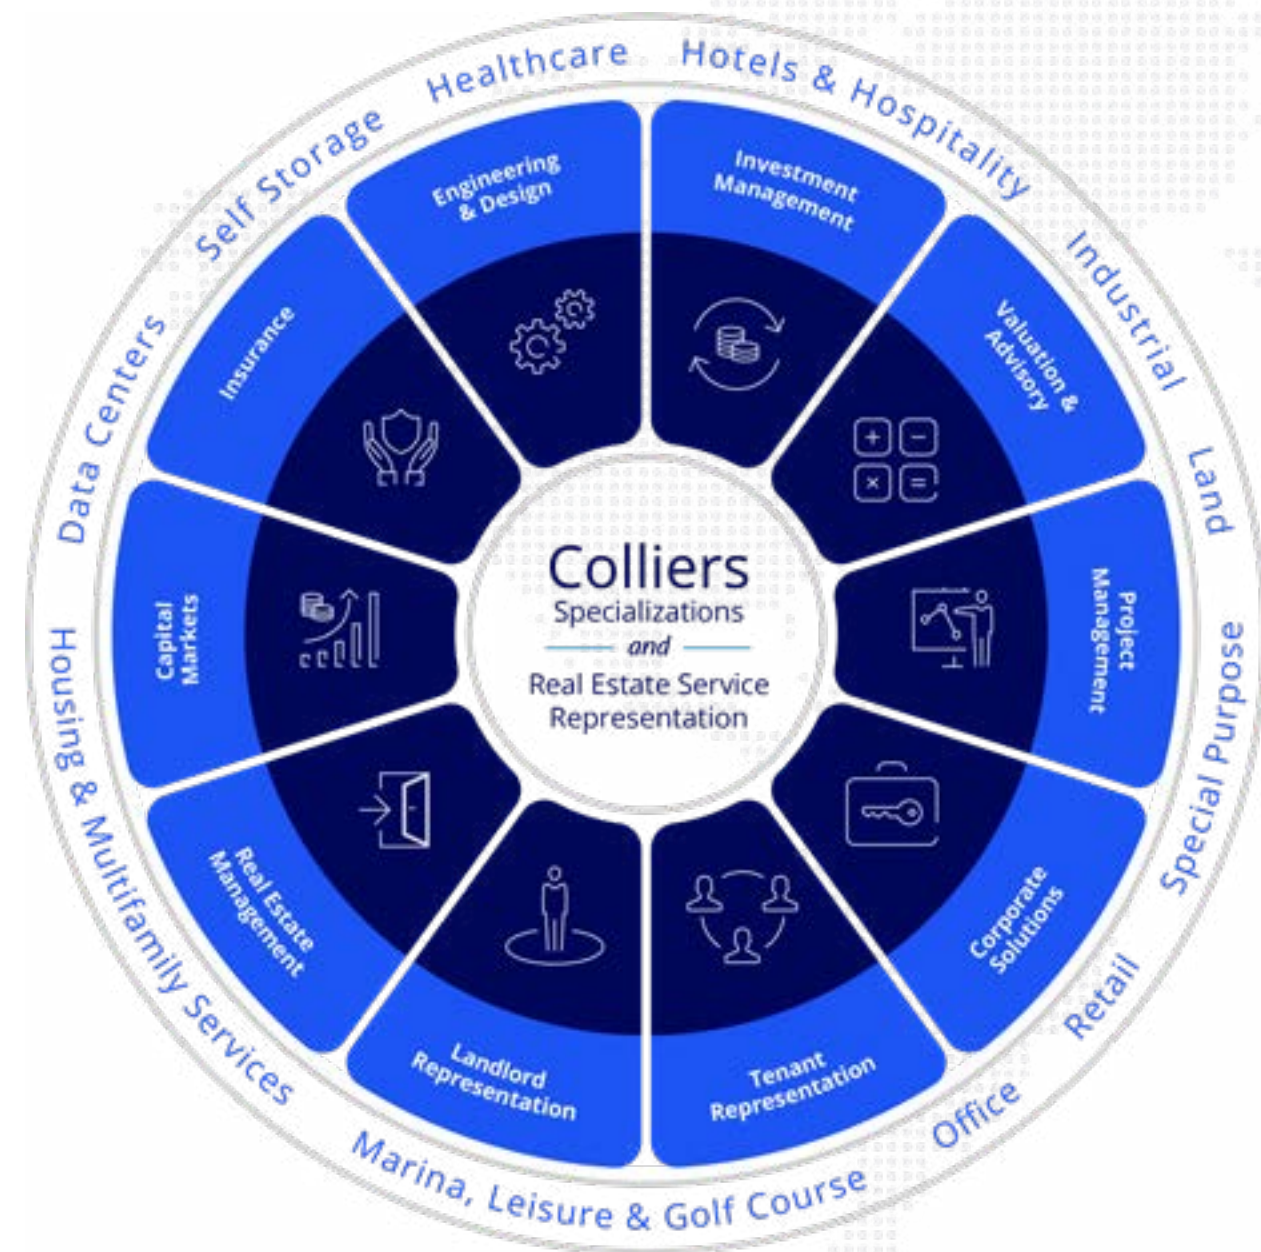 Healthcare
Hotels & Hospitality
Industrial
Land
Special Purpose
Retail
Office
Marina, Leisure & Golf Course
Housing & Multifamily Services
Data Centers
Self Storage
Engineering
& Design
Investment
Management
Valuation &
Advisory
Project
Management
Corporate
Solutions
Tenant
Representation
Landlord
Representation
Real Estate
Management
Capital
Markets
Insurance
Colliers
Specializations
and
Real Estate Service
Representation